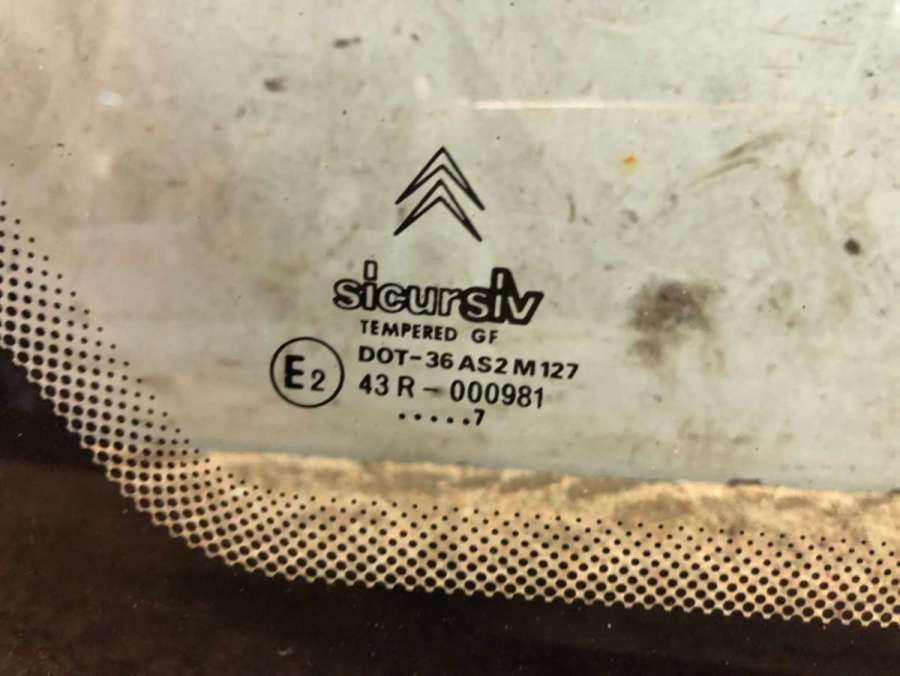 sicursiv
TEMPERED GF
DOT-36 AS2 M127
E2
43 R - 000981
.....7